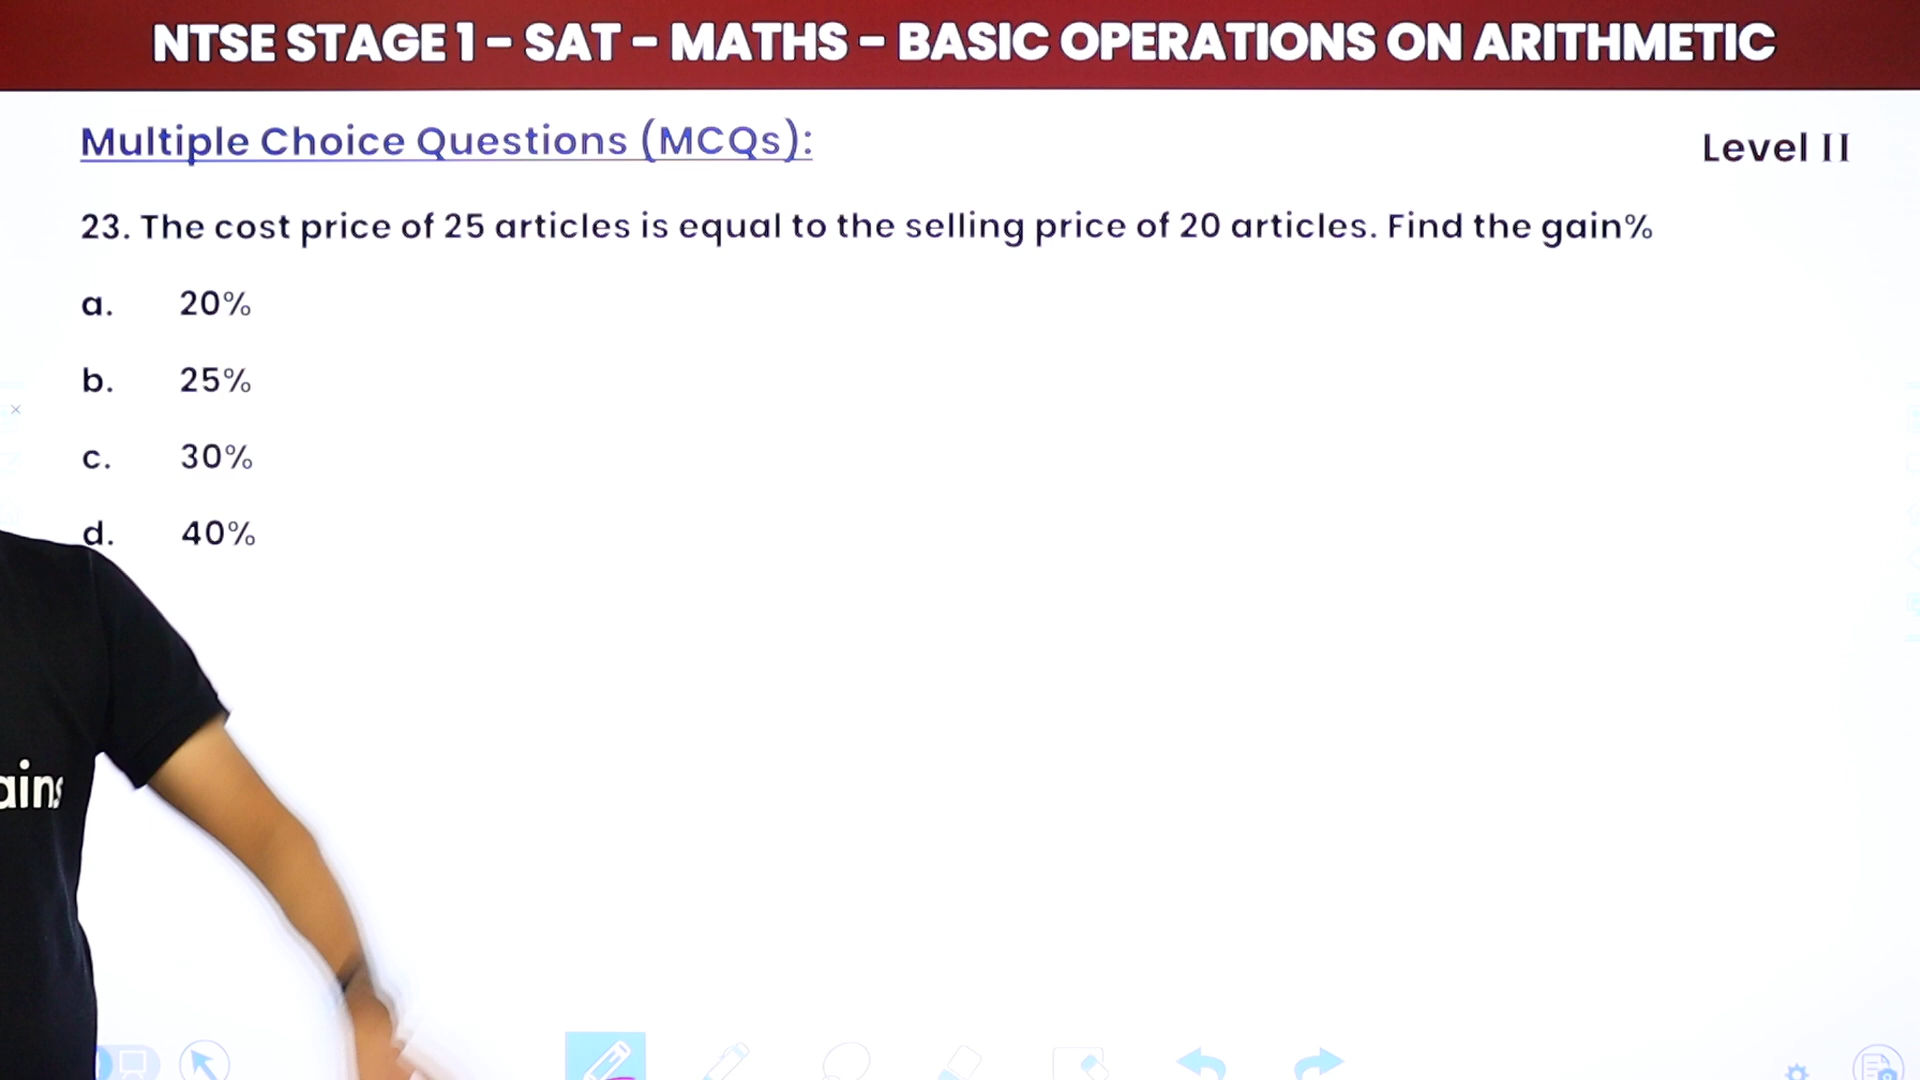 NTSE STAGE 1 - SAT - MATHS - BASIC OPERATIONS ON ARITHMETIC
Multiple Choice Questions (MCQs):
Level II
23. The cost price of 25 articles is equal to the selling price of 20 articles. Find the gain%
a. 20%
b. 25%
c. 30%
d. 40%
ains